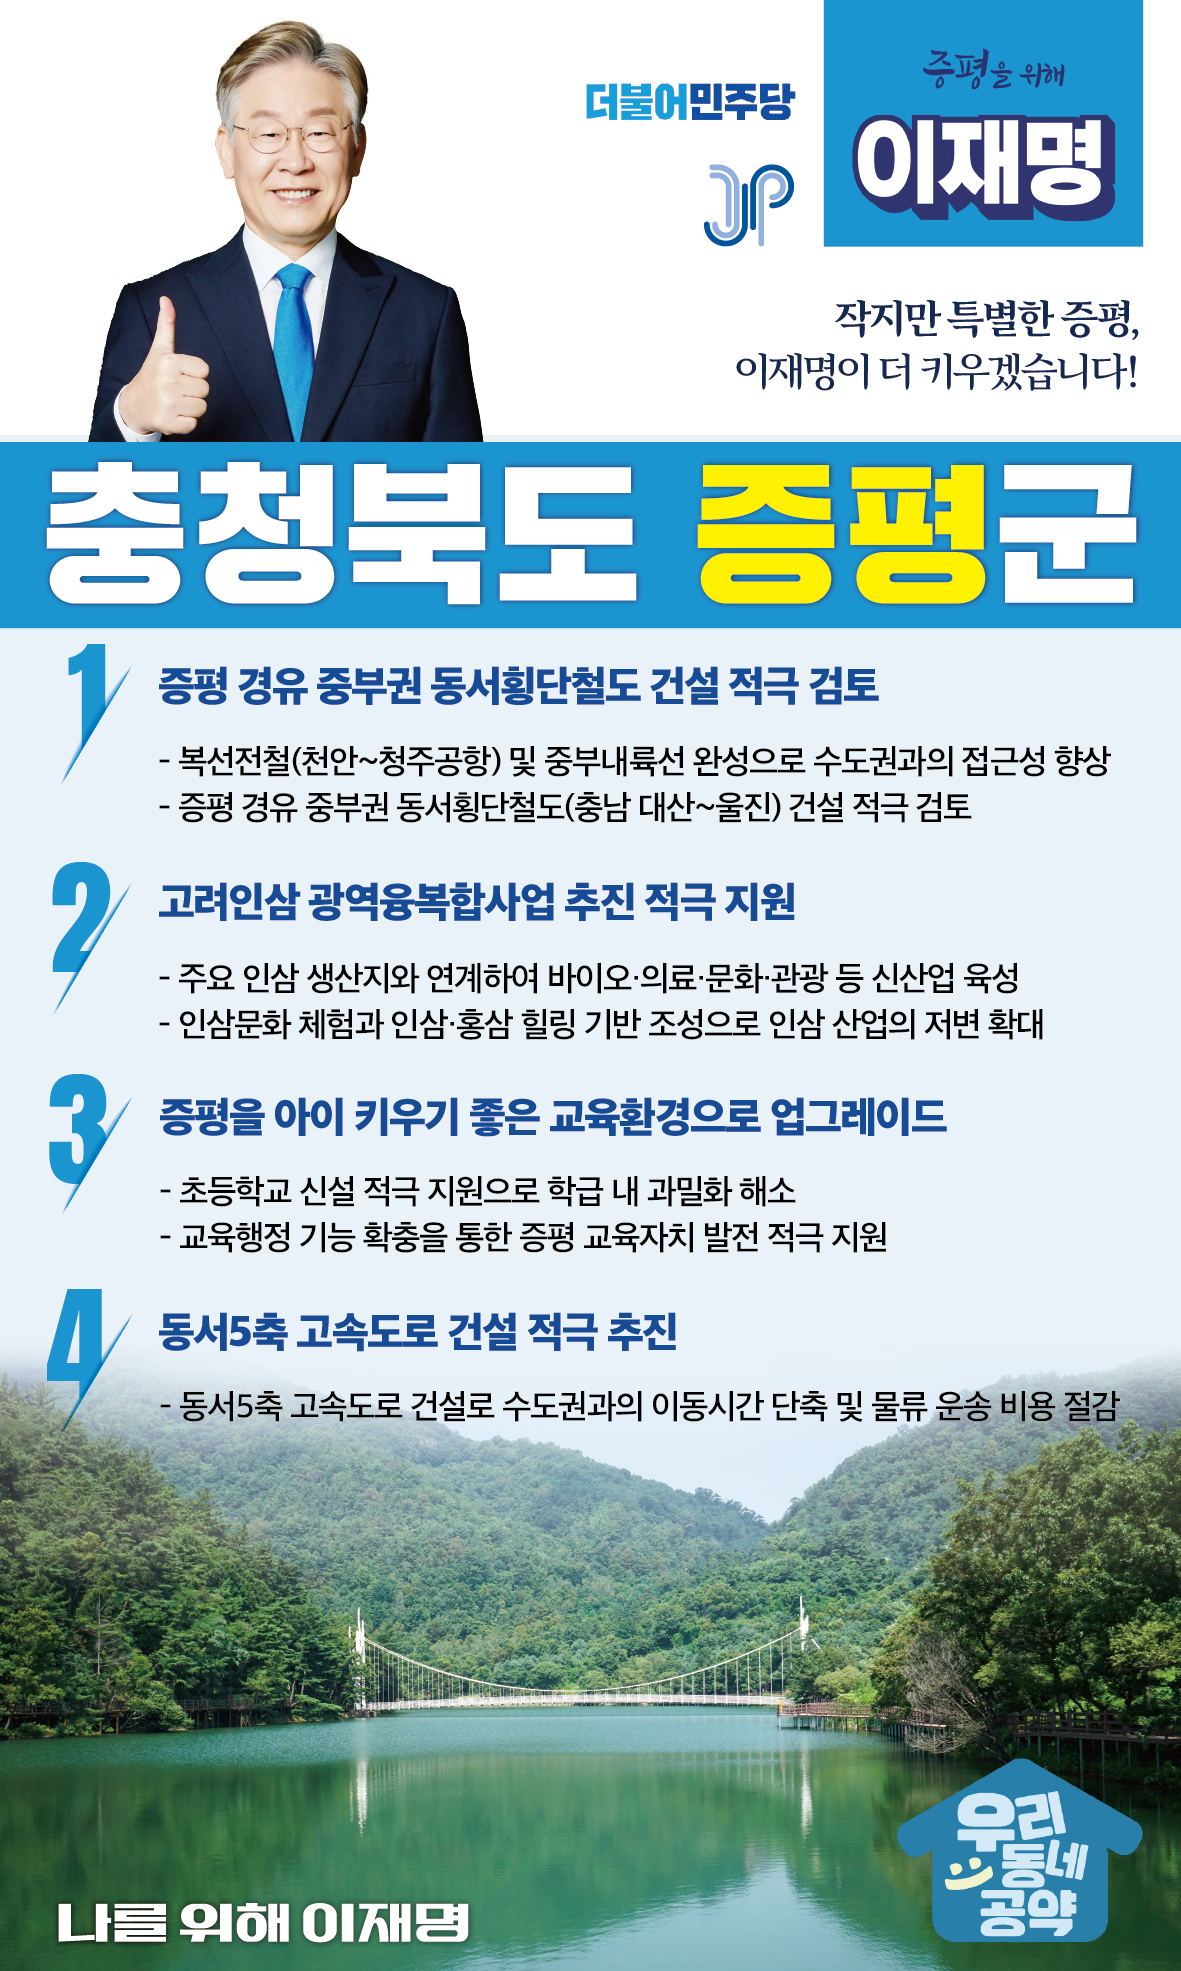 더불어민주당
JP
증평을 위해
이재명
작지만 특별한 증평,
이재명이 더 키우겠습니다!
충청북도 증평군
1
증평 경유 중부권 동서횡단철도 건설 적극 검토
- 복선전철(천안~청주공항) 및 중부내륙선 완성으로 수도권과의 접근성 향상
- 증평 경유 중부권 동서횡단철도(충남 대산~울진) 건설 적극 검토
2
고려인삼 광역융복합사업 추진 적극 지원
- 주요 인삼 생산지와 연계하여 바이오·의료·문화·관광 등 신산업 육성
- 인삼문화 체험과 인삼·홍삼 힐링 기반 조성으로 인삼 산업의 저변 확대
3
증평을 아이 키우기 좋은 교육환경으로 업그레이드
- 초등학교 신설 적극 지원으로 학급 내 과밀화 해소
- 교육행정 기능 확충을 통한 증평 교육자치 발전 적극 지원
4
동서5축 고속도로 건설 적극 추진
- 동서5축 고속도로 건설로 수도권과의 이동시간 단축 및 물류 운송 비용 절감
우리
동네
공약
나를 위해 이재명